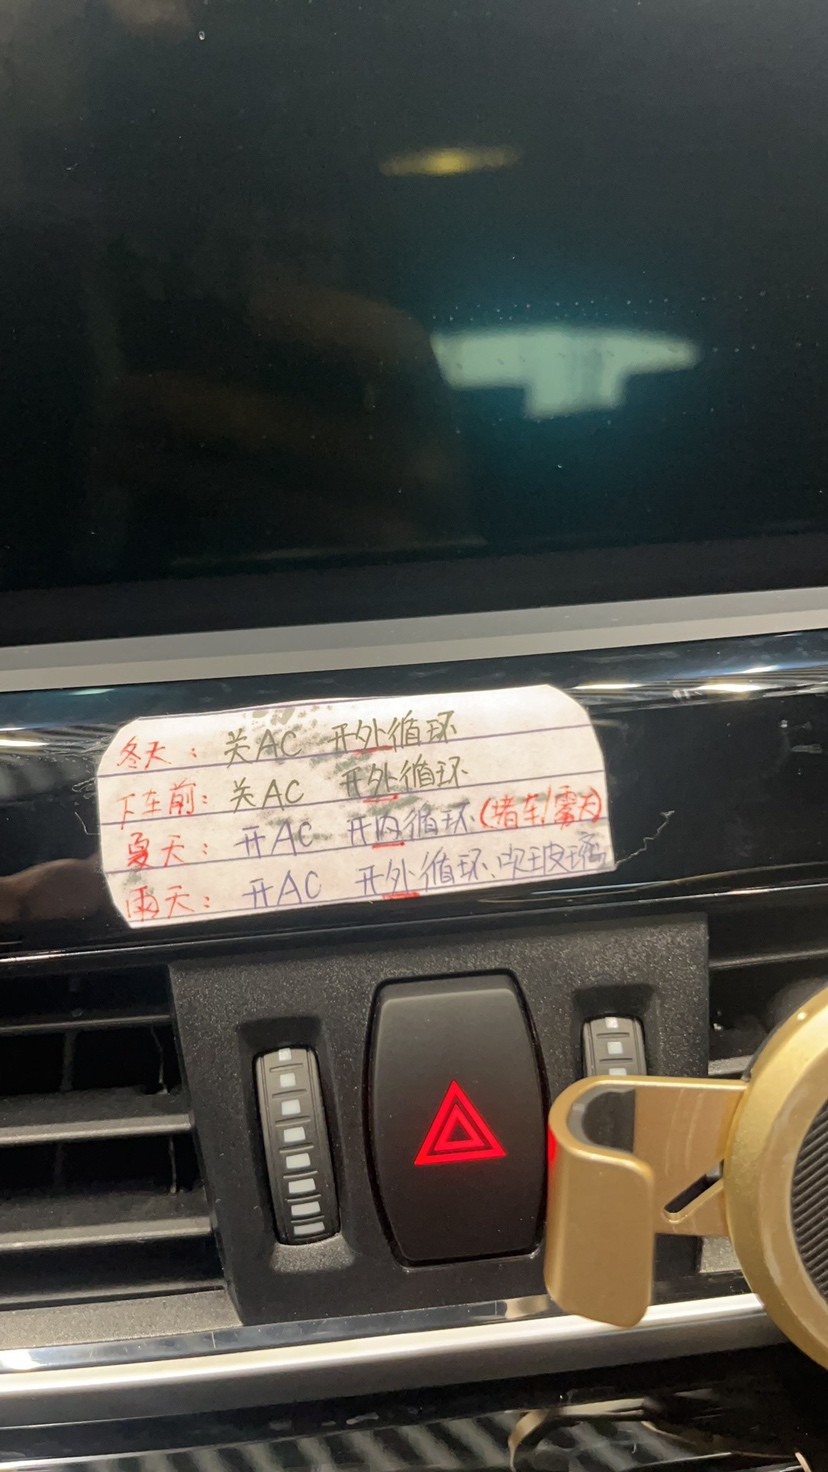 冬天：关AC 开外循环
下车前：关AC 开外循环
夏天：开AC 开内循环(堵车/雾天)
雨天：开AC 开外循环、吹玻璃